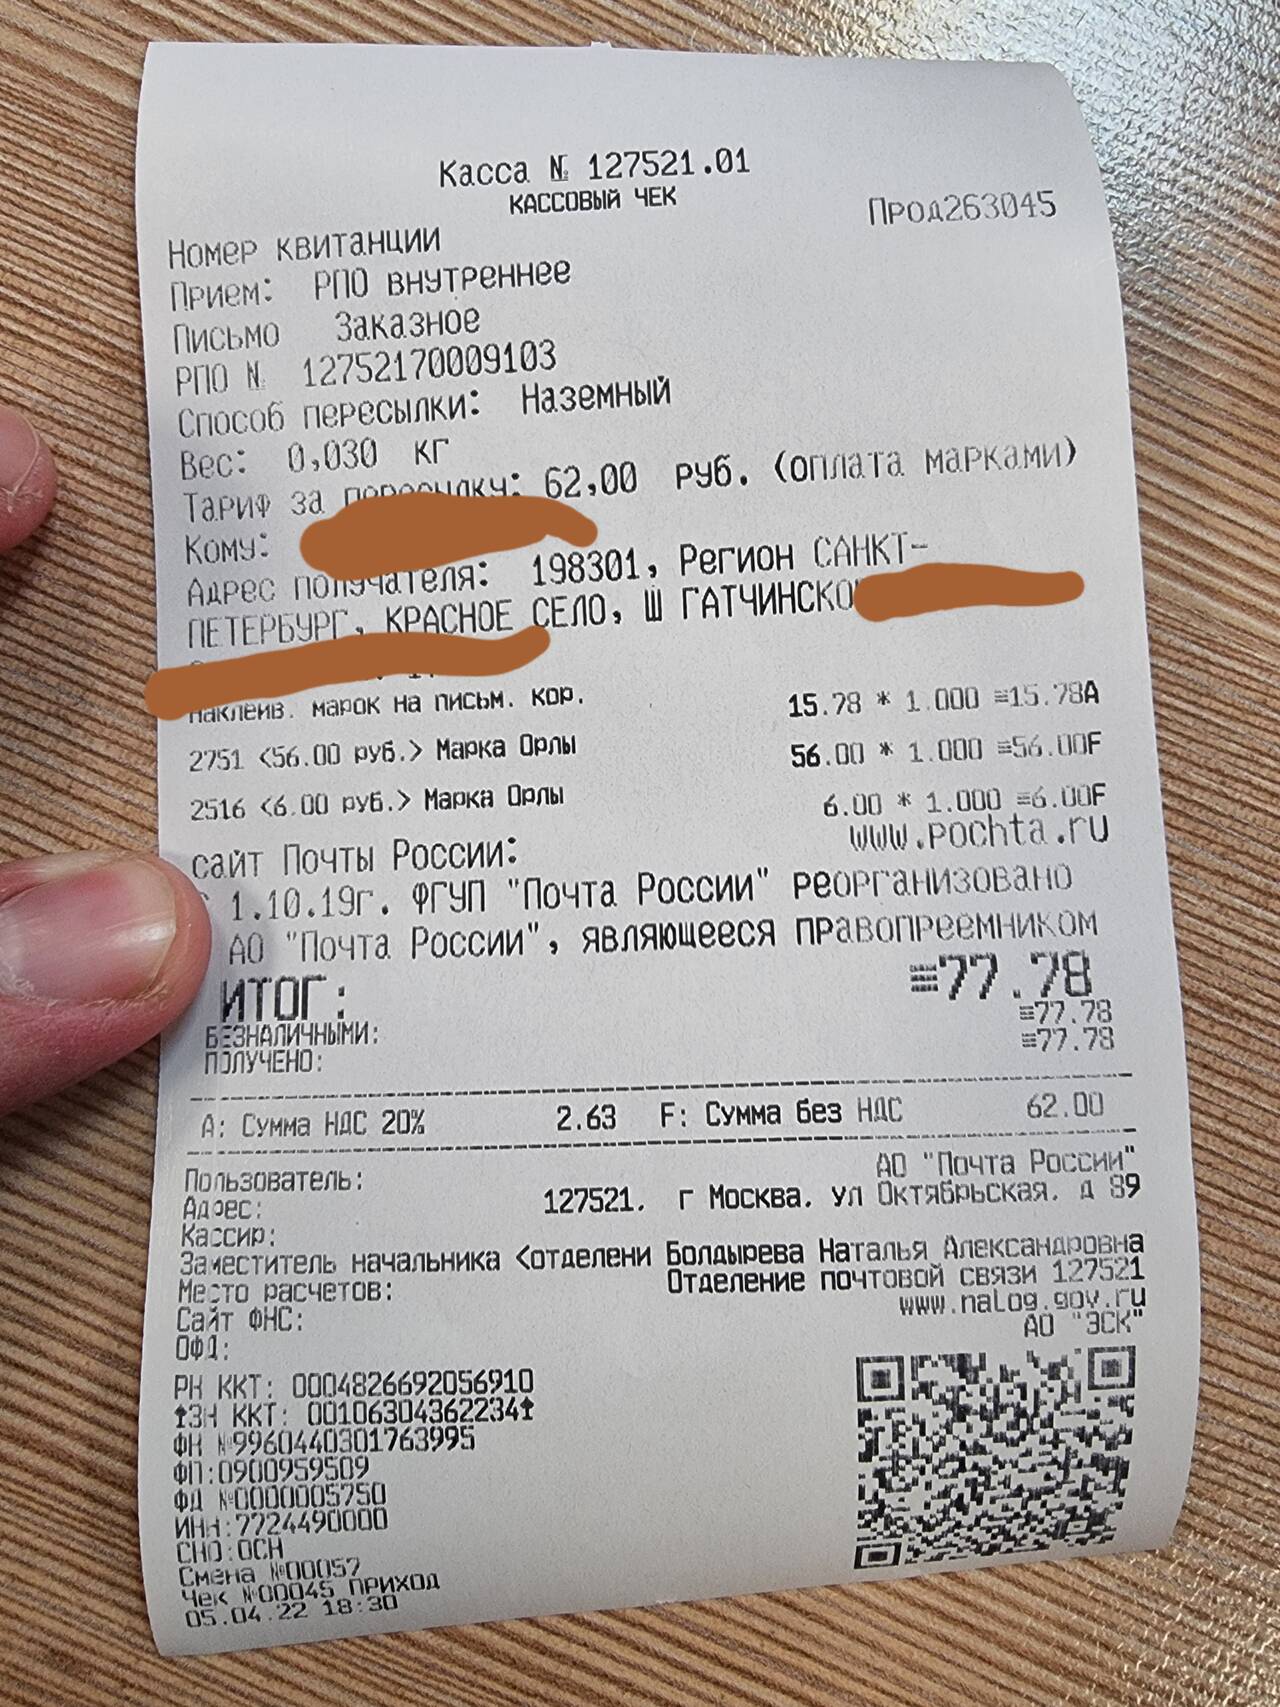 Касса № 127521.01
КАССОВЫЙ ЧЕК
Номер квитанции Прод263045
Прием: РПО внутреннее
Письмо Заказное
РПО № 12752170009103
Способ пересылки: Наземный
Вес: 0,030 кг
Тариф за пересылку: 62,00 руб. (оплата марками)
Кому:
Адрес получателя: 198301, Регион САНКТ-
ПЕТЕРБУРГ, КРАСНОЕ СЕЛО, Ш ГАТЧИНСКО
наклеив. марок на письм. кор. 15.78 * 1.000 ≡15.78А
2751 <56.00 руб.> Марка Орлы 56.00 * 1.000 ≡56.00F
2516 <6.00 руб.> Марка Орлы 6.00 * 1.000 ≡6.00F
сайт Почты России: www.pochta.ru
1.10.19г. ФГУП "Почта России" реорганизовано
АО "Почта России", являющееся правопреемником
ИТОГ: ≡77.78
БЕЗНАЛИЧНЫМИ: ≡77.78
ПОЛУЧЕНО: ≡77.78
А: Сумма НДС 20% 2.63 F: Сумма без НДС 62.00
Пользователь: АО "Почта России"
Адрес: 127521, г Москва, ул Октябрьская, д 89
Кассир:
Заместитель начальника <отделени Болдырева Наталья Александровна
Место расчетов: Отделение почтовой связи 127521
Сайт ФНС: www.nalog.gov.ru
ОФД: АО "ЭСК"
РН ККТ: 0004826692056910
↑ЗН ККТ: 00106304362234↑
ФН №9960440301763995
ФП:0900959509
ФД №0000005750
ИНН:7724490000
СНО:ОСН
Смена №00057
Чек №00045 ПРИХОД
05.04.22 18:30